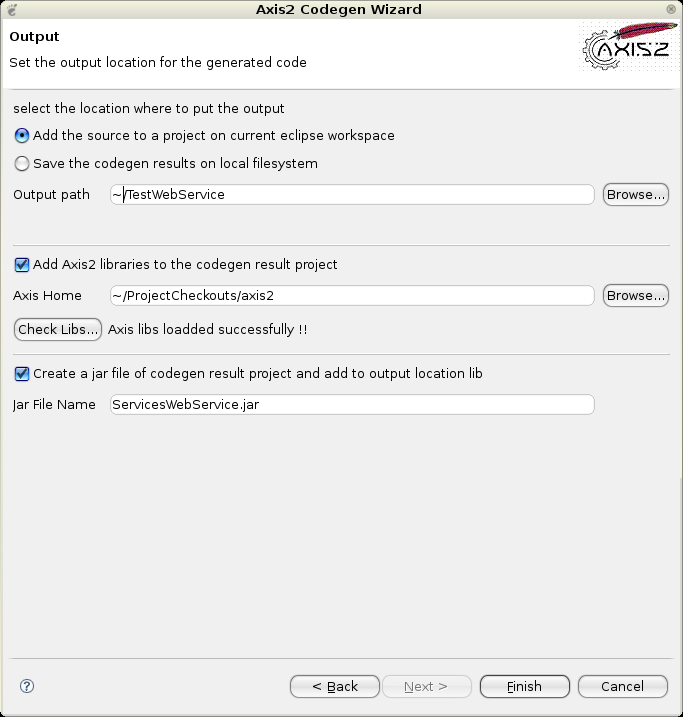 Axis2 Codegen Wizard
Output
Set the output location for the generated code
AXIS2
select the location where to put the output
Add the source to a project on current eclipse workspace
Save the codegen results on local filesystem
Output path ~/TestWebService Browse...
Add Axis2 libraries to the codegen result project
Axis Home ~/ProjectCheckouts/axis2 Browse...
Check Libs... Axis libs loadded successfully !!
Create a jar file of codegen result project and add to output location lib
Jar File Name ServicesWebService.jar
? < Back Next > Finish Cancel